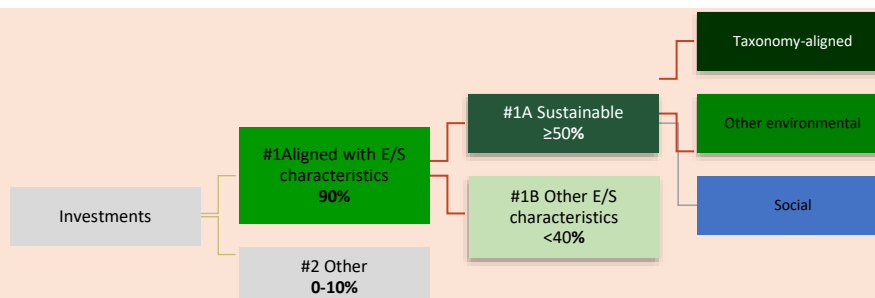 Investments
#1Aligned with E/S
characteristics
90%
#2 Other
0-10%
#1A Sustainable
≥50%
#1B Other E/S
characteristics
<40%
Taxonomy-aligned
Other environmental
Social